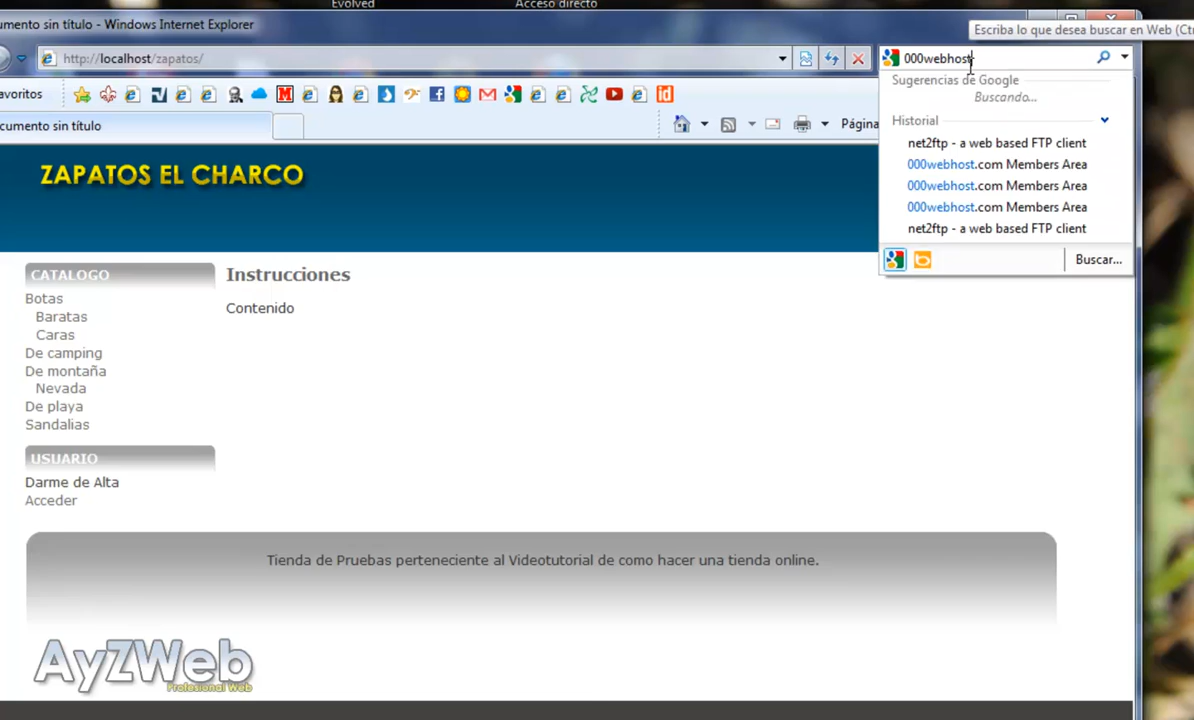 Evolved
Acceso directo
umento sin título - Windows Internet Explorer
Escriba lo que desea buscar en Web (Ctr
http://localhost/zapatos/
000webhost
Sugerencias de Google
Buscando...
avoritos
cumento sin título
Página
Historial
net2ftp - a web based FTP client
000webhost.com Members Area
000webhost.com Members Area
000webhost.com Members Area
net2ftp - a web based FTP client
Buscar...
ZAPATOS EL CHARCO
CATALOGO
Botas
Baratas
Caras
De camping
De montaña
Nevada
De playa
Sandalias
USUARIO
Darme de Alta
Acceder
Instrucciones
Contenido
Tienda de Pruebas perteneciente al Videotutorial de como hacer una tienda online.
AyZWeb
Profesional Web